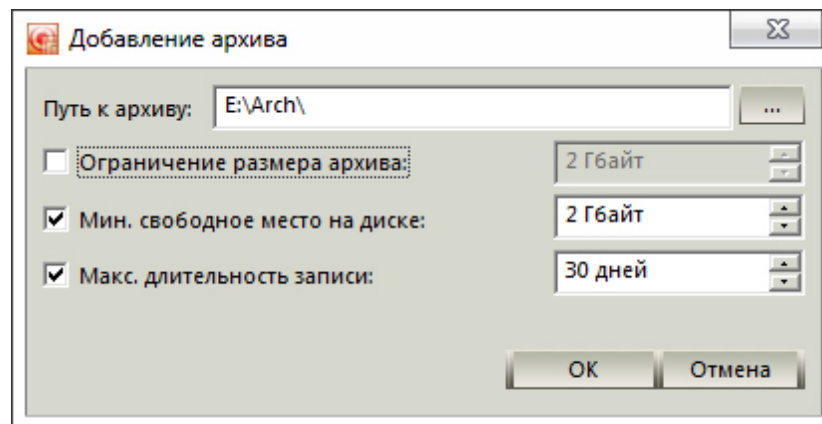 Добавление архива
Путь к архиву: E:\Arch\ ...
Ограничение размера архива: 2 Гбайт
Мин. свободное место на диске: 2 Гбайт
Макс. длительность записи: 30 дней
OK Отмена